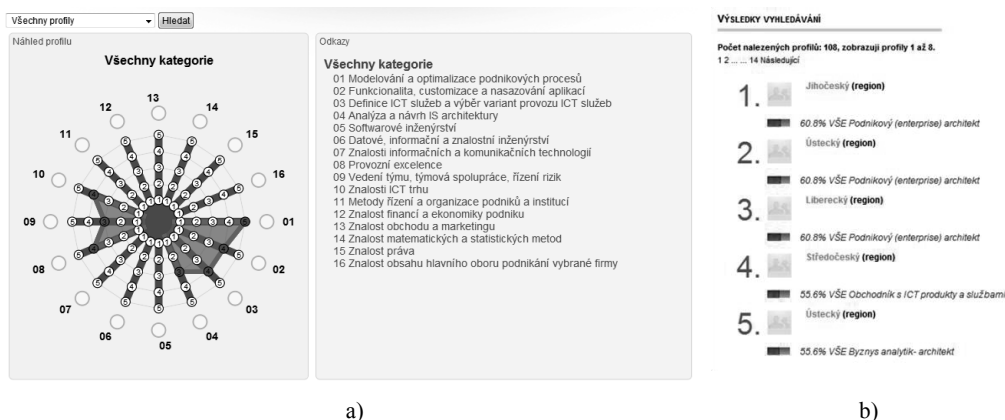 Všechny profily
Hledat
Náhled profilu
Všechny kategorie
13
12
14
11
15
10
16
09
01
08
02
07
03
06
04
05
Odkazy
Všechny kategorie
01 Modelování a optimalizace podnikových procesů
02 Funkcionalita, customizace a nasazování aplikací
03 Definice ICT služeb a výběr variant provozu ICT služeb
04 Analýza a návrh IS architektury
05 Softwarové inženýrství
06 Datové, informační a znalostní inženýrství
07 Znalosti informačních a komunikačních technologií
08 Provozní excelence
09 Vedení týmu, týmová spolupráce, řízení rizik
10 Znalosti ICT trhu
11 Metody řízení a organizace podniků a institucí
12 Znalost financí a ekonomiky podniku
13 Znalost obchodu a marketingu
14 Znalost matematických a statistických metod
15 Znalost práva
16 Znalost obsahu hlavního oboru podnikání vybrané firmy
a)
VÝSLEDKY VYHLEDÁVÁNÍ
Počet nalezených profilů: 108, zobrazuji profily 1 až 8.
1 2 ... ... 14 Následující
1. Jihočeský (region)
60.8% VŠE Podnikový (enterprise) architekt
2. Ústecký (region)
60.8% VŠE Podnikový (enterprise) architekt
3. Liberecký (region)
60.8% VŠE Podnikový (enterprise) architekt
4. Středočeský (region)
55.6% VŠE Obchodník s ICT produkty a službami
5. Ústecký (region)
55.6% VŠE Byznys analytik- architekt
b)